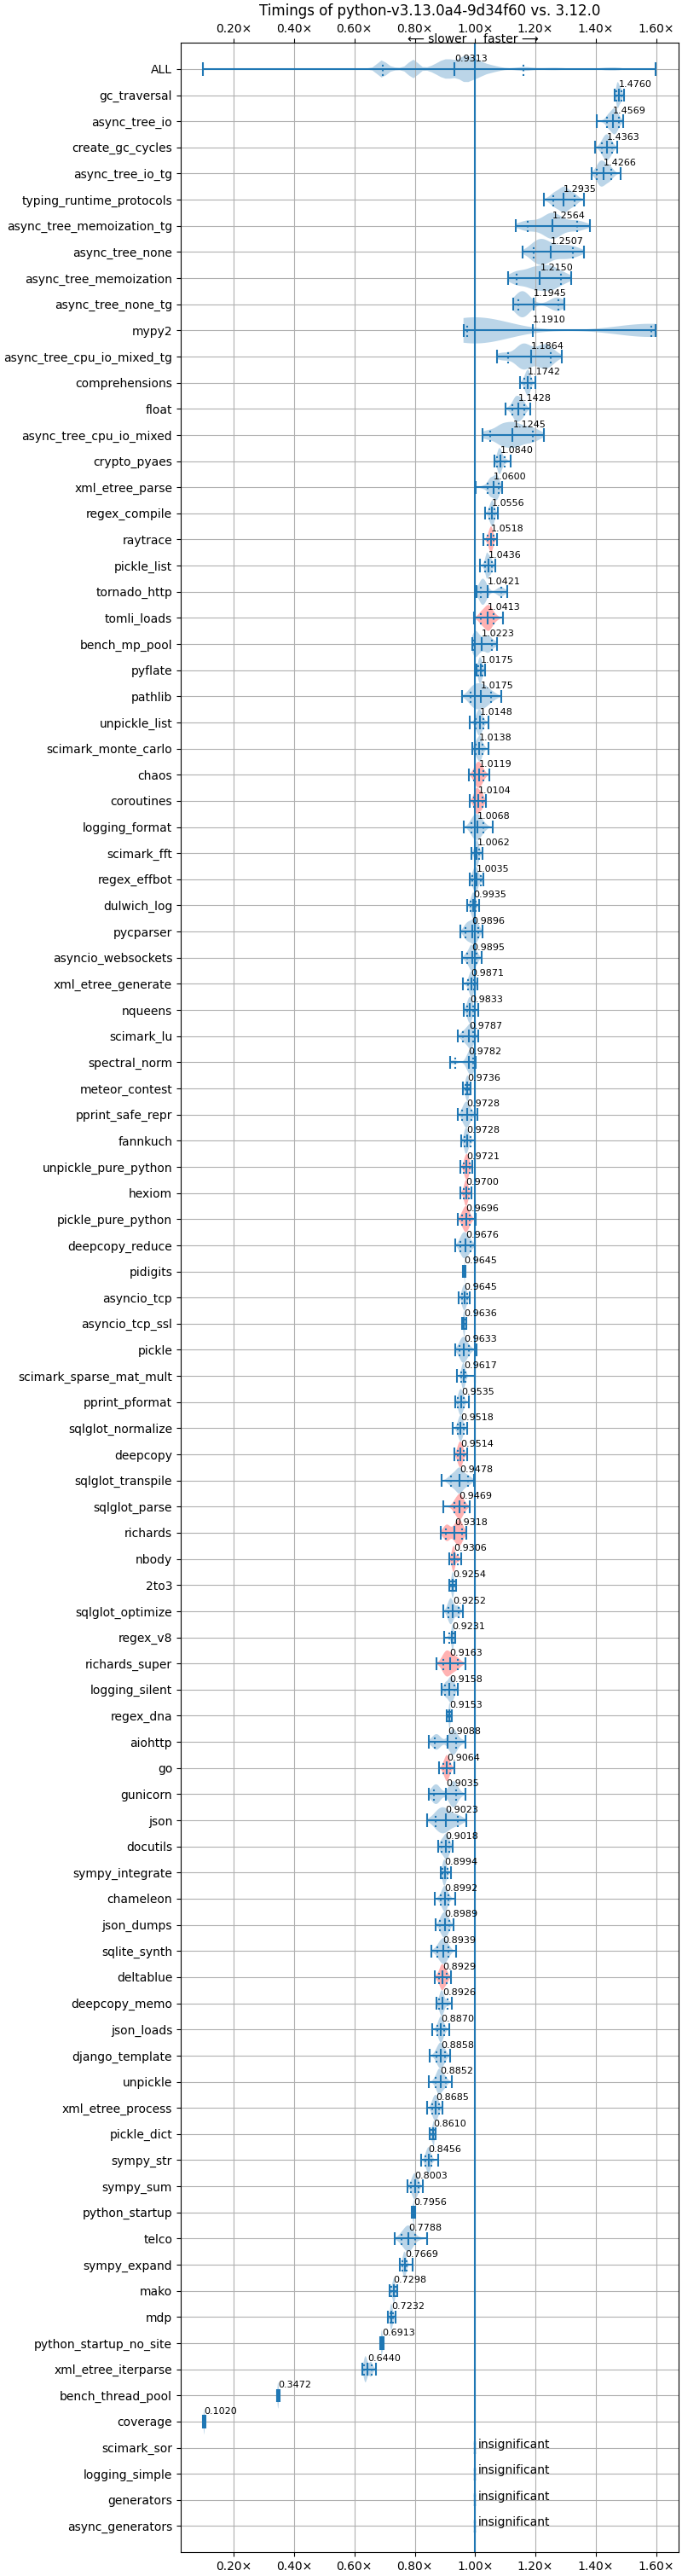 Timings of python-v3.13.0a4-9d34f60 vs. 3.12.0
0.20× 0.40× 0.60× 0.80× 1.00× 1.20× 1.40× 1.60×
⟵ slower faster ⟶
ALL 0.9313
gc_traversal 1.4760
async_tree_io 1.4569
create_gc_cycles 1.4363
async_tree_io_tg 1.4266
typing_runtime_protocols 1.2935
async_tree_memoization_tg 1.2564
async_tree_none 1.2507
async_tree_memoization 1.2150
async_tree_none_tg 1.1945
mypy2 1.1910
async_tree_cpu_io_mixed_tg 1.1864
comprehensions 1.1742
float 1.1428
async_tree_cpu_io_mixed 1.1245
crypto_pyaes 1.0840
xml_etree_parse 1.0600
regex_compile 1.0556
raytrace 1.0518
pickle_list 1.0436
tornado_http 1.0421
tomli_loads 1.0413
bench_mp_pool 1.0223
pyflate 1.0175
pathlib 1.0175
unpickle_list 1.0148
scimark_monte_carlo 1.0138
chaos 1.0119
coroutines 1.0104
logging_format 1.0068
scimark_fft 1.0062
regex_effbot 1.0035
dulwich_log 0.9935
pycparser 0.9896
asyncio_websockets 0.9895
xml_etree_generate 0.9871
nqueens 0.9833
scimark_lu 0.9787
spectral_norm 0.9782
meteor_contest 0.9736
pprint_safe_repr 0.9728
fannkuch 0.9728
unpickle_pure_python 0.9721
hexiom 0.9700
pickle_pure_python 0.9696
deepcopy_reduce 0.9676
pidigits 0.9645
asyncio_tcp 0.9645
asyncio_tcp_ssl 0.9636
pickle 0.9633
scimark_sparse_mat_mult 0.9617
pprint_pformat 0.9535
sqlglot_normalize 0.9518
deepcopy 0.9514
sqlglot_transpile 0.9478
sqlglot_parse 0.9469
richards 0.9318
nbody 0.9306
2to3 0.9254
sqlglot_optimize 0.9252
regex_v8 0.9231
richards_super 0.9163
logging_silent 0.9158
regex_dna 0.9153
aiohttp 0.9088
go 0.9064
gunicorn 0.9035
json 0.9023
docutils 0.9018
sympy_integrate 0.8994
chameleon 0.8992
json_dumps 0.8989
sqlite_synth 0.8939
deltablue 0.8929
deepcopy_memo 0.8926
json_loads 0.8870
django_template 0.8858
unpickle 0.8852
xml_etree_process 0.8685
pickle_dict 0.8610
sympy_str 0.8456
sympy_sum 0.8003
python_startup 0.7956
telco 0.7788
sympy_expand 0.7669
mako 0.7298
mdp 0.7232
python_startup_no_site 0.6913
xml_etree_iterparse 0.6440
bench_thread_pool 0.3472
coverage 0.1020
scimark_sor insignificant
logging_simple insignificant
generators insignificant
async_generators insignificant
0.20× 0.40× 0.60× 0.80× 1.00× 1.20× 1.40× 1.60×